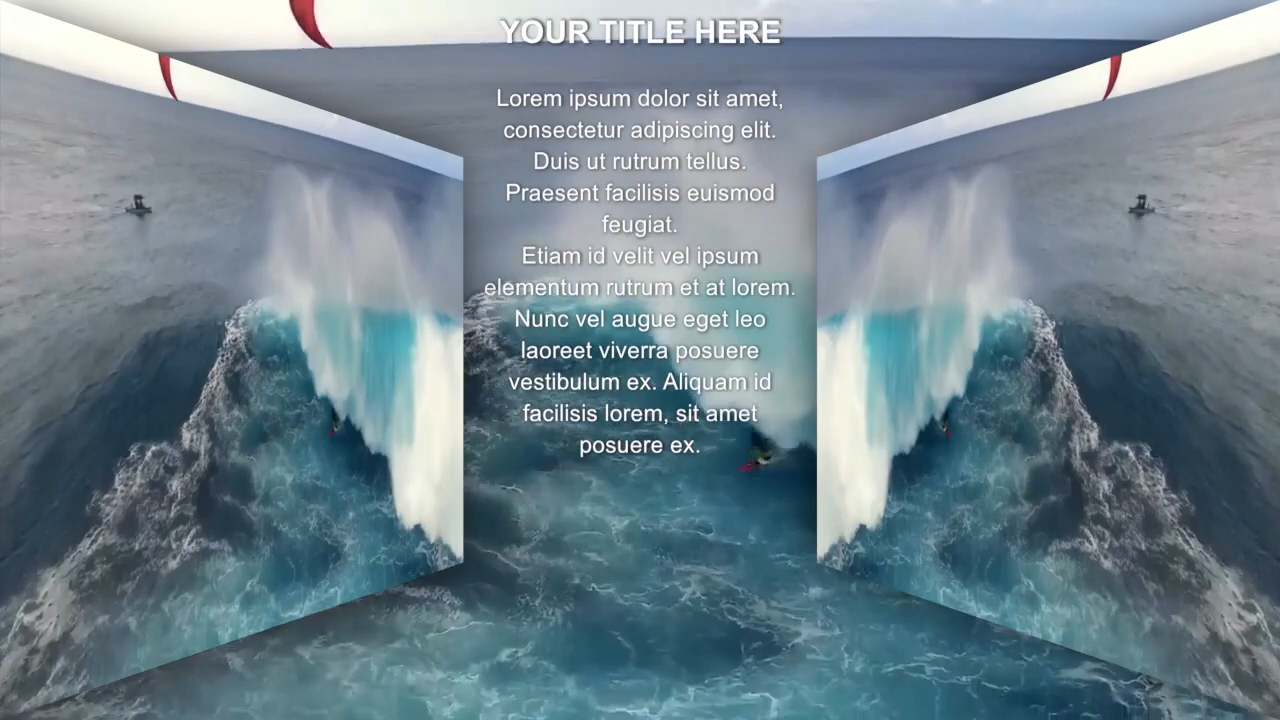 YOUR TITLE HERE
Lorem ipsum dolor sit amet,
consectetur adipiscing elit.
Duis ut rutrum tellus.
Praesent facilisis euismod
feugiat.
Etiam id velit vel ipsum
elementum rutrum et at lorem.
Nunc vel augue eget leo
laoreet viverra posuere
vestibulum ex. Aliquam id
facilisis lorem, sit amet
posuere ex.